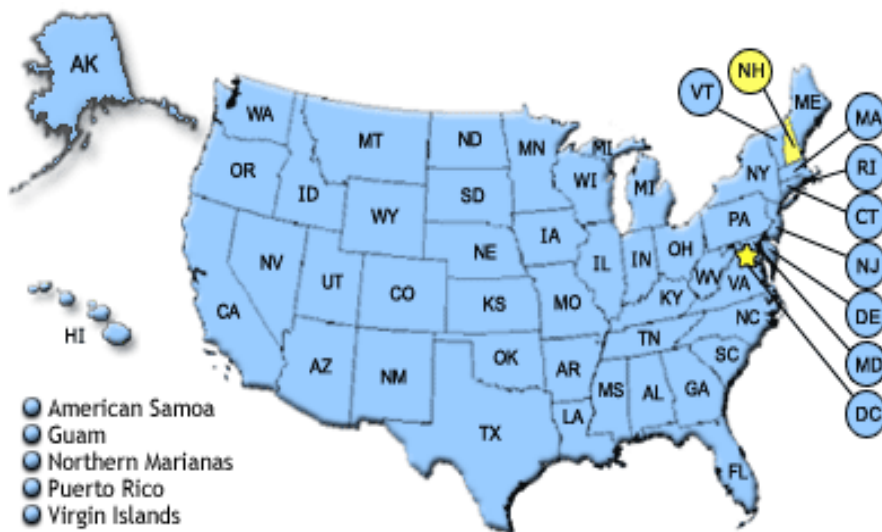 AK
NH
VT
ME
WA
MT
ND
MN
MI
MA
OR
ID
SD
WI
MI
NY
RI
WY
CT
IA
PA
NE
NJ
NV
UT
CO
IL
IN
OH
WV
VA
DE
CA
KS
MO
KY
NC
MD
HI
TN
AZ
NM
OK
AR
SC
DC
MS
AL
GA
LA
TX
FL
American Samoa
Guam
Northern Marianas
Puerto Rico
Virgin Islands